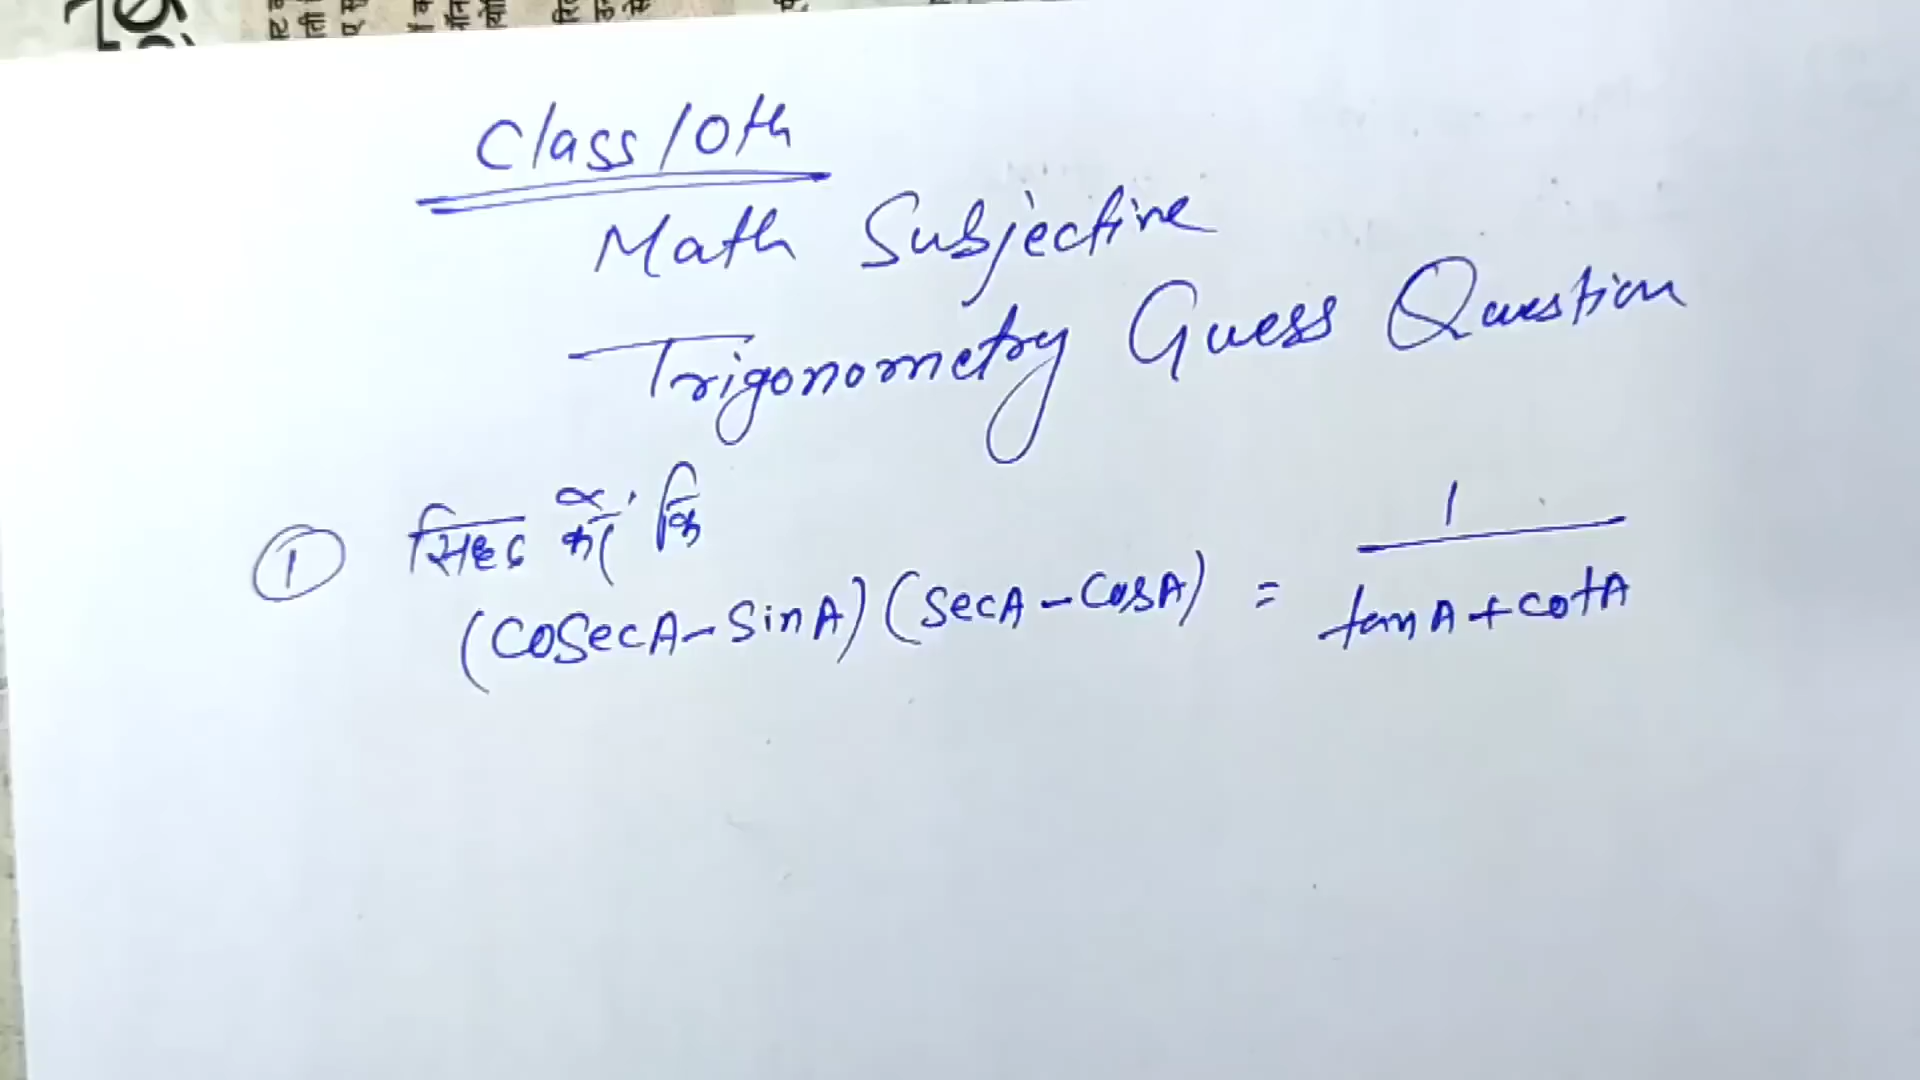 Class 10th
Math Subjective
Trigonometry Guess Question
① सिद्ध करें कि
(CosecA - SinA) (SecA - CosA) = 1 / tanA + cotA